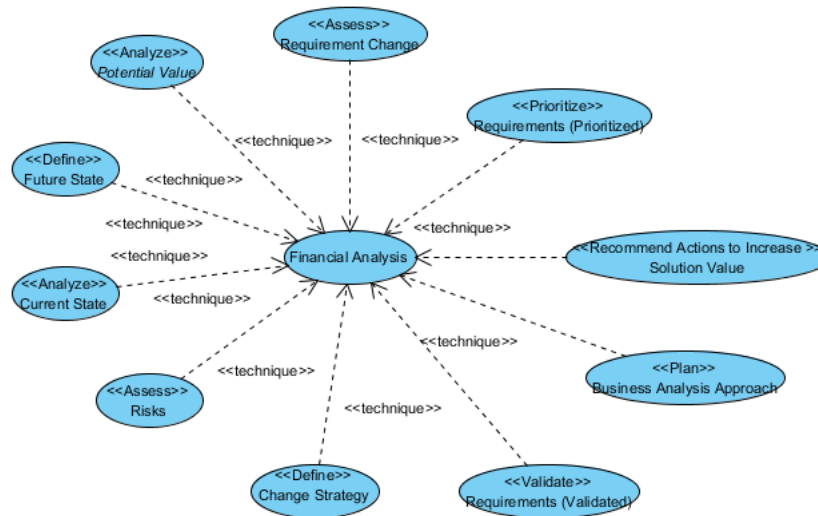 <<Assess>>
Requirement Change
<<Analyze>>
Potential Value
<<Prioritize>>
Requirements (Prioritized)
<<technique>>
<<technique>>
<<Define>>
Future State
<<technique>>
<<technique>>
<<technique>>
<<technique>>
<<Recommend Actions to Increase >>
Solution Value
Financial Analysis
<<Analyze>>
Current State
<<technique>>
<<technique>>
<<technique>>
<<Plan>>
Business Analysis Approach
<<Assess>>
Risks
<<technique>>
<<Define>>
Change Strategy
<<Validate>>
Requirements (Validated)